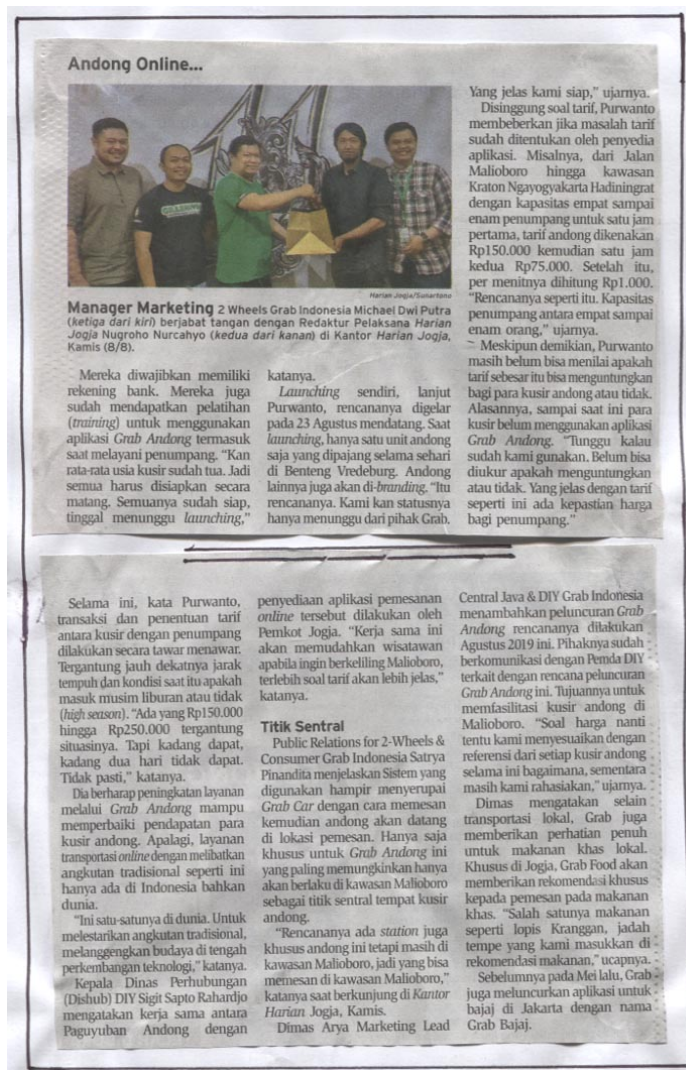 Andong Online...
Harian Jogja/Sunartono
Manager Marketing 2 Wheels Grab Indonesia Michael Dwi Putra
(ketiga dari kiri) berjabat tangan dengan Redaktur Pelaksana Harian
Jogja Nugroho Nurcahyo (kedua dari kanan) di Kantor Harian Jogja,
Kamis (8/8).
Mereka diwajibkan memiliki
rekening bank. Mereka juga
sudah mendapatkan pelatihan
(training) untuk menggunakan
aplikasi Grab Andong termasuk
saat melayani penumpang. “Kan
rata-rata usia kusir sudah tua. Jadi
semua harus disiapkan secara
matang. Semuanya sudah siap,
tinggal menunggu launching,”
katanya.
Launching sendiri, lanjut
Purwanto, rencananya digelar
pada 23 Agustus mendatang. Saat
launching, hanya satu unit andong
saja yang dipajang selama sehari
di Benteng Vredeburg. Andong
lainnya juga akan di-branding. “Itu
rencananya. Kami kan statusnya
hanya menunggu dari pihak Grab.
Yang jelas kami siap,” ujarnya.
Disinggung soal tarif, Purwanto
membeberkan jika masalah tarif
sudah ditentukan oleh penyedia
aplikasi. Misalnya, dari Jalan
Malioboro hingga kawasan
Kraton Ngayogyakarta Hadiningrat
dengan kapasitas empat sampai
enam penumpang untuk satu jam
pertama, tarif andong dikenakan
Rp150.000 kemudian satu jam
kedua Rp75.000. Setelah itu,
per menitnya dihitung Rp1.000.
“Rencananya seperti itu. Kapasitas
penumpang antara empat sampai
enam orang,” ujarnya.
Meskipun demikian, Purwanto
masih belum bisa menilai apakah
tarif sebesar itu bisa menguntungkan
bagi para kusir andong atau tidak.
Alasannya, sampai saat ini para
kusir belum menggunakan aplikasi
Grab Andong. “Tunggu kalau
sudah kami gunakan. Belum bisa
diukur apakah menguntungkan
atau tidak. Yang jelas dengan tarif
seperti ini ada kepastian harga
bagi penumpang.”
Selama ini, kata Purwanto,
transaksi dan penentuan tarif
antara kusir dengan penumpang
dilakukan secara tawar menawar.
Tergantung jauh dekatnya jarak
tempuh dan kondisi saat itu apakah
masuk musim liburan atau tidak
(high season). “Ada yang Rp150.000
hingga Rp250.000 tergantung
situasinya. Tapi kadang dapat,
kadang dua hari tidak dapat.
Tidak pasti,” katanya.
Dia berharap peningkatan layanan
melalui Grab Andong mampu
memperbaiki pendapatan para
kusir andong. Apalagi, layanan
transportasi online dengan melibatkan
angkutan tradisional seperti ini
hanya ada di Indonesia bahkan
dunia.
“Ini satu-satunya di dunia. Untuk
melestarikan angkutan tradisional,
melanggengkan budaya di tengah
perkembangan teknologi,” katanya.
Kepala Dinas Perhubungan
(Dishub) DIY Sigit Sapto Rahardjo
mengatakan kerja sama antara
Paguyuban Andong dengan
penyediaan aplikasi pemesanan
online tersebut dilakukan oleh
Pemkot Jogja. “Kerja sama ini
akan memudahkan wisatawan
apabila ingin berkeliling Malioboro,
terlebih soal tarif akan lebih jelas,”
katanya.
Titik Sentral
Public Relations for 2-Wheels &
Consumer Grab Indonesia Satrya
Pinandita menjelaskan Sistem yang
digunakan hampir menyerupai
Grab Car dengan cara memesan
kemudian andong akan datang
di lokasi pemesan. Hanya saja
khusus untuk Grab Andong ini
yang paling memungkinkan hanya
akan berlaku di kawasan Malioboro
sebagai titik sentral tempat kusir
andong.
“Rencananya ada station juga
khusus andong ini tetapi masih di
kawasan Malioboro, jadi yang bisa
memesan di kawasan Malioboro,”
katanya saat berkunjung di Kantor
Harian Jogja, Kamis.
Dimas Arya Marketing Lead
Central Java & DIY Grab Indonesia
menambahkan peluncuran Grab
Andong rencananya dilakukan
Agustus 2019 ini. Pihaknya sudah
berkomunikasi dengan Pemda DIY
terkait dengan rencana peluncuran
Grab Andong ini. Tujuannya untuk
memfasilitasi kusir andong di
Malioboro. “Soal harga nanti
tentu kami menyesuaikan dengan
referensi dari setiap kusir andong
selama ini bagaimana, sementara
masih kami rahasiakan,” ujarnya.
Dimas mengatakan selain
transportasi lokal, Grab juga
memberikan perhatian penuh
untuk makanan khas lokal.
Khusus di Jogja, Grab Food akan
memberikan rekomendasi khusus
kepada pemesan pada makanan
khas. “Salah satunya makanan
seperti lopis Kranggan, jadah
tempe yang kami masukkan di
rekomendasi makanan,” ucapnya.
Sebelumnya pada Mei lalu, Grab
juga meluncurkan aplikasi untuk
bajaj di Jakarta dengan nama
Grab Bajaj.